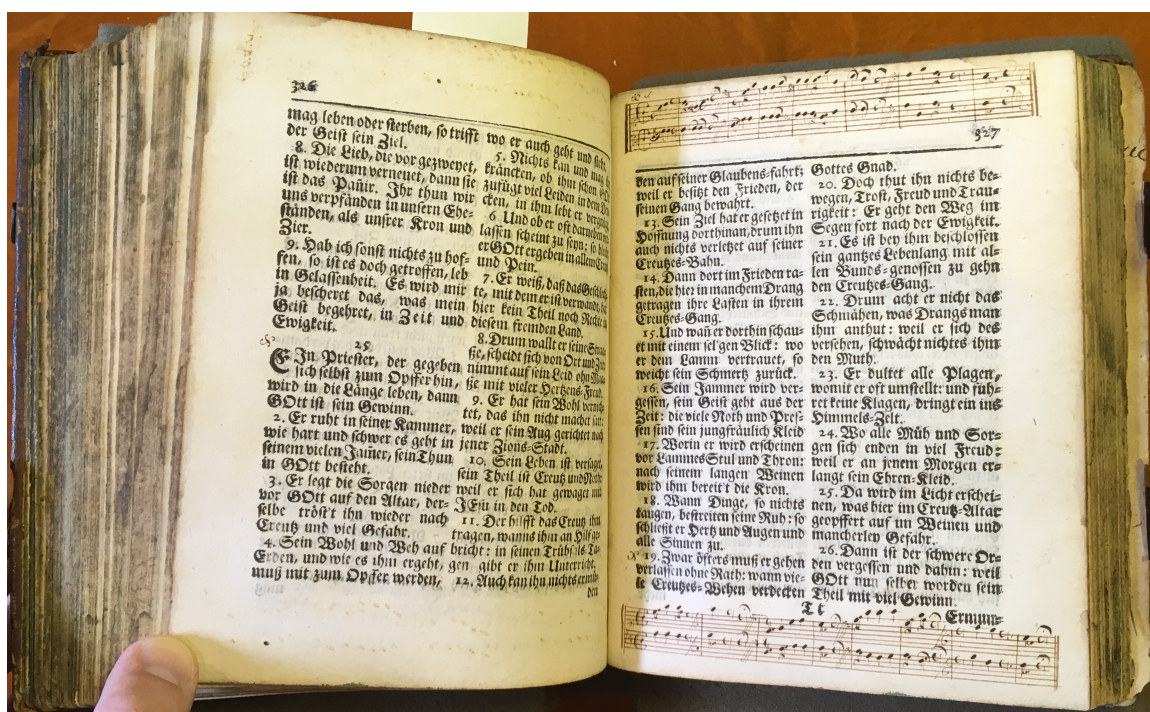 326
mag leben oder sterben, so trifft
der Geist sein Ziel.
8. Die Lieb, die vor gezweyet,
ist wiederum verneuet, dann sie
ist das Pañir. Ihr thun wir
uns verpfänden in unsern Ehe-
ständen, als unsrer Kron und
Zier.
9. Hab ich sonst nichts zu hof-
fen, so ist es doch getroffen, leb
in Gelassenheit. Es wird mir
ja bescheret das, was mein
Geist begehret, in Zeit und
Ewigkeit.
25.
EIn Priester, der gegeben
sich selbst zum Opffer hin,
wird in die Länge leben, dann
GOtt ist sein Gewinn.
2. Er ruht in seiner Kammer,
wie hart und schwer es geht in
seinem vielen Jam̃er, sein Thun
in GOtt besteht.
3. Er legt die Sorgen nieder
vor GOtt auf den Altar, der-
selbe tröst't ihn wieder nach
Creutz und viel Gefahr.
4. Sein Wohl und Weh auf
Erden, und wie es ihm ergeht,
muß mit zum Opffer werden,
wo er auch geht und steht.
5. Nichts kan und mag
kräncken, ob ihm schon
zufügt viel Leiden in dem
cken, in ihm lebt er
6 Und ob er oft darneben
lassen scheint zu seyn: so
er GOtt ergeben in allem
und Pein.
7. Er weiß, daß das
te, mit dem er ist verwandt,
hier kein Theil noch Rechte
diesem fremden Land.
8. Drum wallt er seine
ße, scheidt sich von Ort und
nimmt auf sein Leid ohn
ße mit vieler Hertzens-Freud.
9. Er hat sein Wohl
tet, das ihn nicht machet satt:
weil er sein Aug gerichtet nach
jener Zions-Stadt.
10. Sein Leben ist versaget,
sein Theil ist Creutz und
weil er sich hat gewaget mit
JEsu in den Tod.
11. Der hilfft das Creutz ihm
tragen, wanns ihm an Hilf
bricht: in seinen Trübsals
gen gibt er ihm Unterricht.
12. Auch kan ihn nichts
den
327
den auf seiner Glaubens-fahrt;
weil er besitzt den Frieden, der
seinen Gang bewahrt.
13. Sein Ziel hat er gesetzet in
Hoffnung dorthinan, drum ihn
auch nichts verletzet auf seiner
Creutzes-Bahn.
14. Dann dort im Frieden ra-
sten, die hier in manchem Drang
getragen ihre Lasten in ihrem
Creutzes-Gang.
15. Und wañ er dorthin schau-
et mit einem sel'gen Blick: wo
er dem Lamm vertrauet, so
weicht sein Schmertz zurück.
16. Sein Jammer wird ver-
gessen, sein Geist geht aus der
Zeit: die viele Noth und Pres-
sen sind sein jungfräulich Kleid
17. Worin er wird erscheinen
vor Lammes Stul und Thron:
nach seinem langen Weinen
wird ihm bereit't die Kron.
18. Wann Dinge, so nichts
taugen, bestreiten seine Ruh: so
schließt er Hertz und Augen und
alle Sinnen zu.
19. Zwar öfters muß er gehen
verlassen ohne Rath: wann vie-
le Creutzes-Wehen verdecken
Gottes Gnad.
20. Doch thut ihn nichts be-
wegen, Trost, Freud und Trau-
rigkeit: Er geht den Weg im
Segen fort nach der Ewigkeit.
21. Es ist bey ihm beschlossen
sein gantzes Lebenlang mit al-
len Bunds-genossen zu gehn
den Creutzes-Gang.
22. Drum acht er nicht das
Schmähen, was Drangs man
ihm anthut: weil er sich des
versehen, schwächt nichtes ihm
den Muth.
23. Er dultet alle Plagen,
womit er oft umstellt: und füh-
ret keine Klagen, dringt ein ins
Himmels-Zelt.
24. Wo alle Müh und Sor-
gen sich enden in viel Freud:
weil er an jenem Morgen er-
langt sein Ehren-Kleid.
25. Da wird im Licht erschei-
nen, was hier im Creutz-Altar
geopffert auf im Weinen und
mancherley Gefahr.
26. Dann ist der schwere Or-
den vergessen und dahin: weil
GOtt nun selber worden sein
Theil mit viel Gewinn.
T t
Ermun-